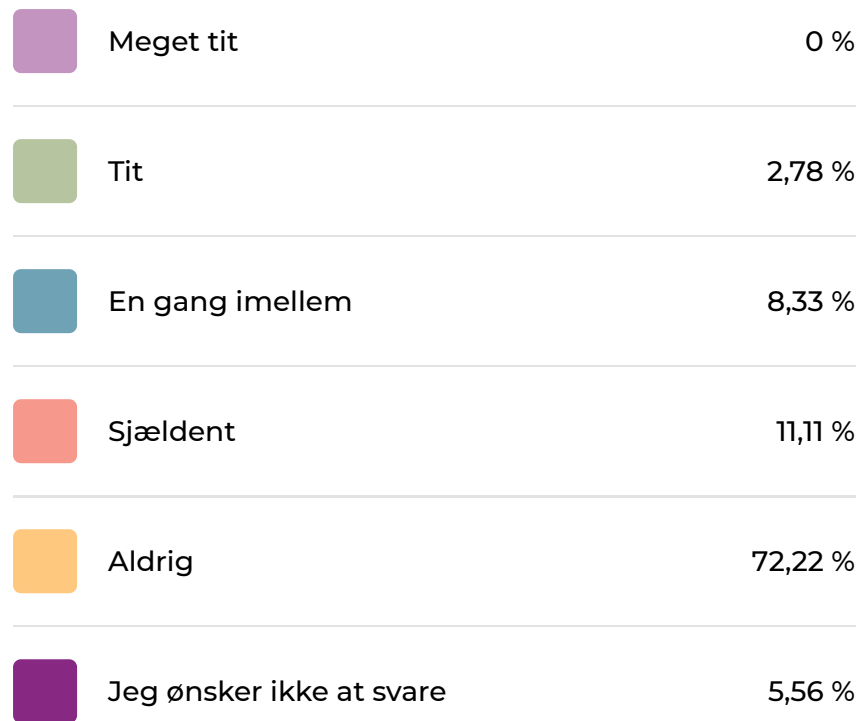 Meget tit 0 %
Tit 2,78 %
En gang imellem 8,33 %
Sjældent 11,11 %
Aldrig 72,22 %
Jeg ønsker ikke at svare 5,56 %